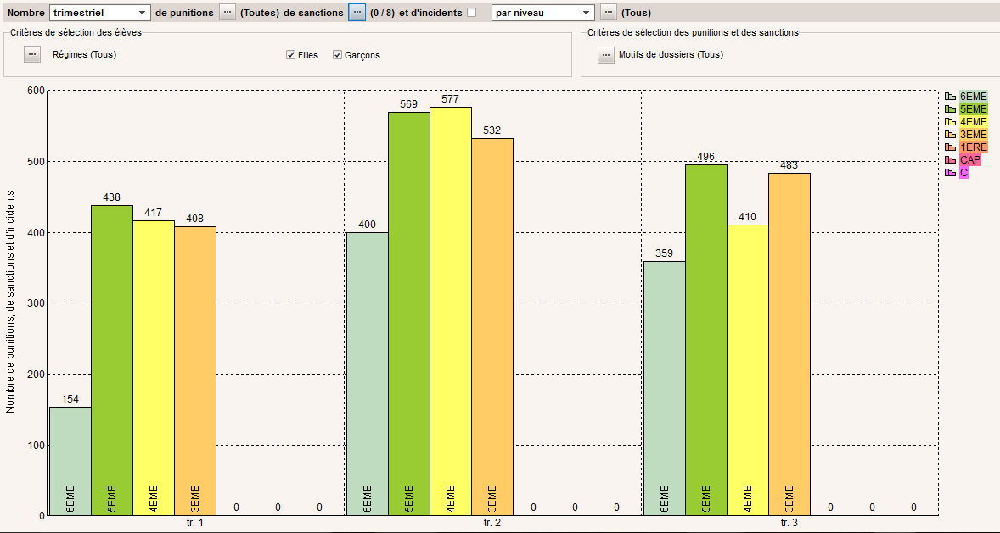 Nombre trimestriel de punitions ... (Toutes) de sanctions ... (0 / 8) et d'incidents par niveau ... (Tous)
Critères de sélection des élèves
Critères de sélection des punitions et des sanctions
... Régimes (Tous) Filles Garçons
... Motifs de dossiers (Tous)
Nombre de punitions, de sanctions et d'incidents
600
500
400
300
200
100
0
154 438 417 408 0 0 0
6EME 5EME 4EME 3EME
tr. 1
400 569 577 532 0 0 0
6EME 5EME 4EME 3EME
tr. 2
359 496 410 483 0 0 0
6EME 5EME 4EME 3EME
tr. 3
6EME
5EME
4EME
3EME
1ERE
CAP
C